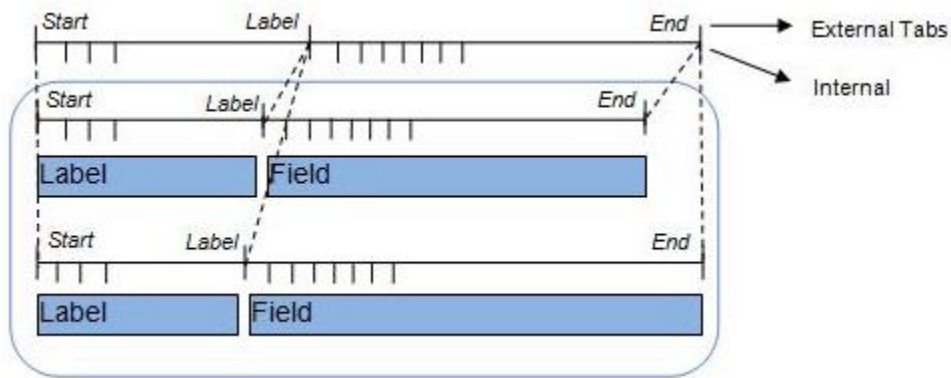 Start Label End External Tabs
Internal
Start Label End
Label Field
Start Label End
Label Field